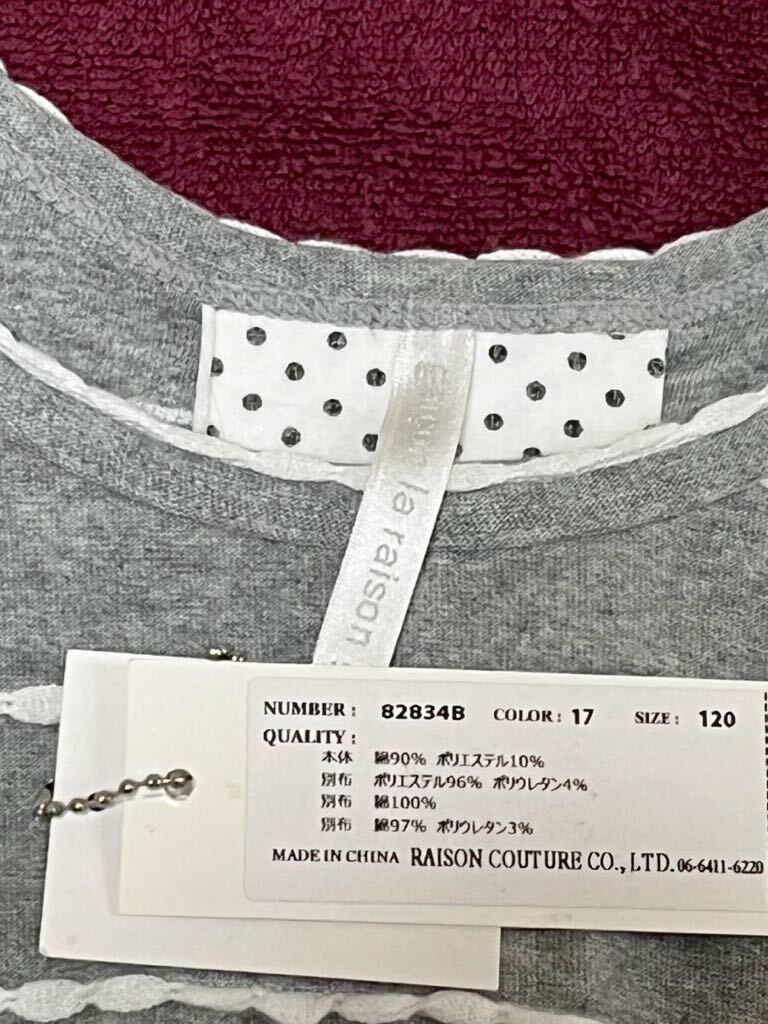 la raison
NUMBER: 82834B COLOR: 17 SIZE: 120
QUALITY:
本体 綿90% ポリエステル10%
別布 ポリエステル96% ポリウレタン4%
別布 綿100%
別布 綿97% ポリウレタン3%
MADE IN CHINA RAISON COUTURE CO.,LTD. 06-6411-6220